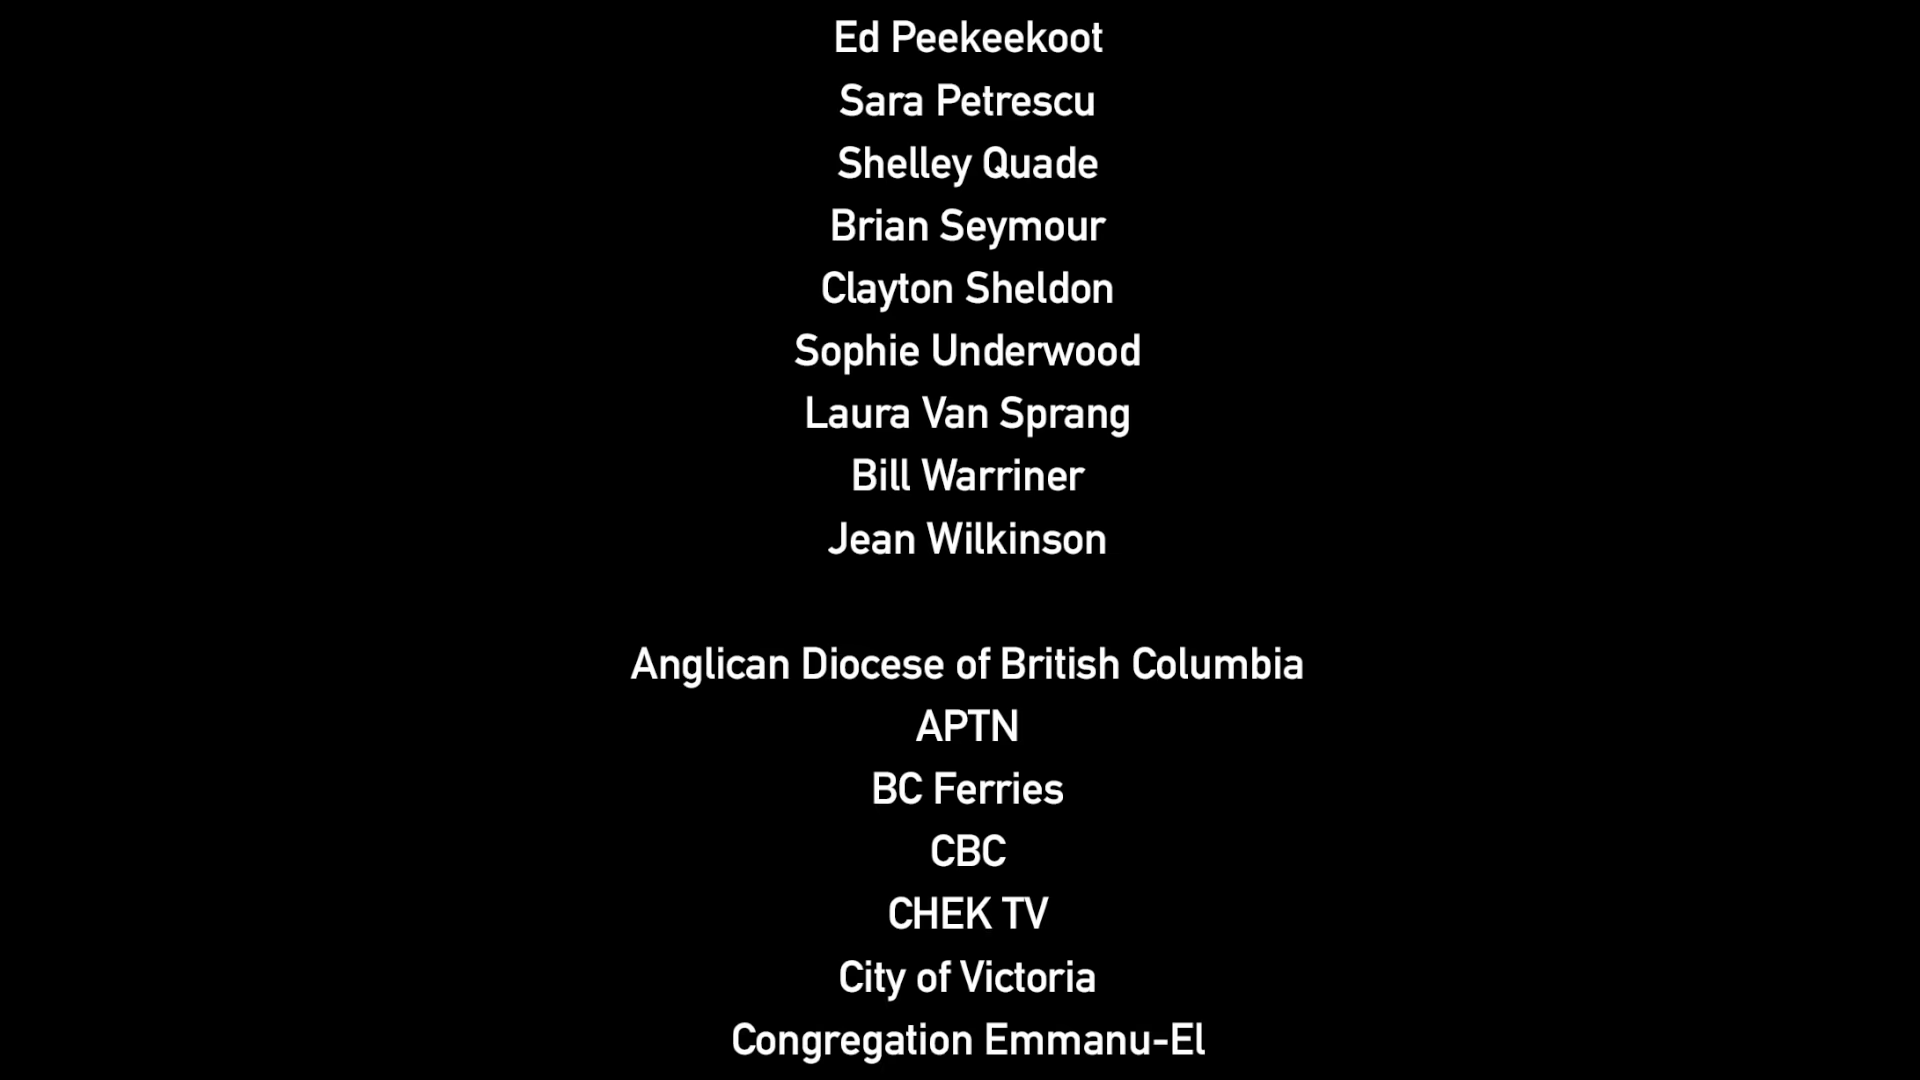 Ed Peekeekoot
Sara Petrescu
Shelley Quade
Brian Seymour
Clayton Sheldon
Sophie Underwood
Laura Van Sprang
Bill Warriner
Jean Wilkinson
Anglican Diocese of British Columbia
APTN
BC Ferries
CBC
CHEK TV
City of Victoria
Congregation Emmanu-El